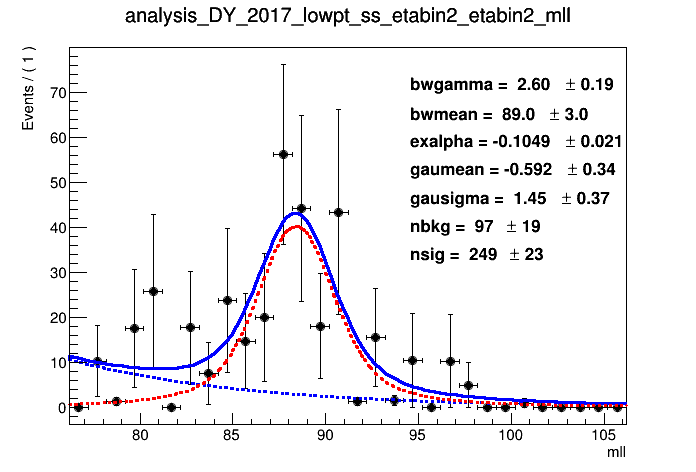 analysis_DY_2017_lowpt_ss_etabin2_etabin2_mll
Events / ( 1 )
bwgamma = 2.60 ± 0.19
bwmean = 89.0 ± 3.0
exalpha = -0.1049 ± 0.021
gaumean = -0.592 ± 0.34
gausigma = 1.45 ± 0.37
nbkg = 97 ± 19
nsig = 249 ± 23
70
60
50
40
30
20
10
0
80 85 90 95 100 105
mll